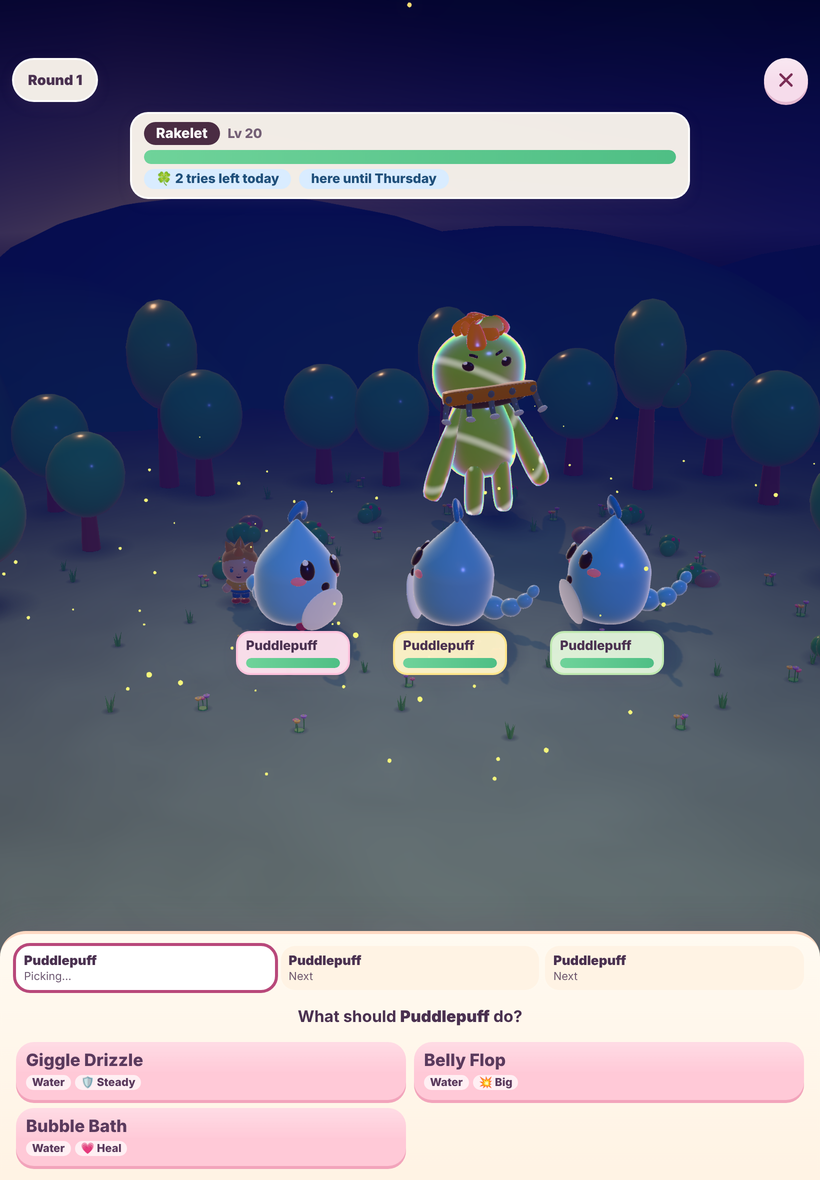 Round 1
✕
Rakelet Lv 20
🍀 2 tries left today here until Thursday
Puddlepuff Puddlepuff Puddlepuff
Puddlepuff Puddlepuff Puddlepuff
Picking... Next Next
What should Puddlepuff do?
Giggle Drizzle Belly Flop
Water 🛡️ Steady Water 💥 Big
Bubble Bath
Water 💗 Heal